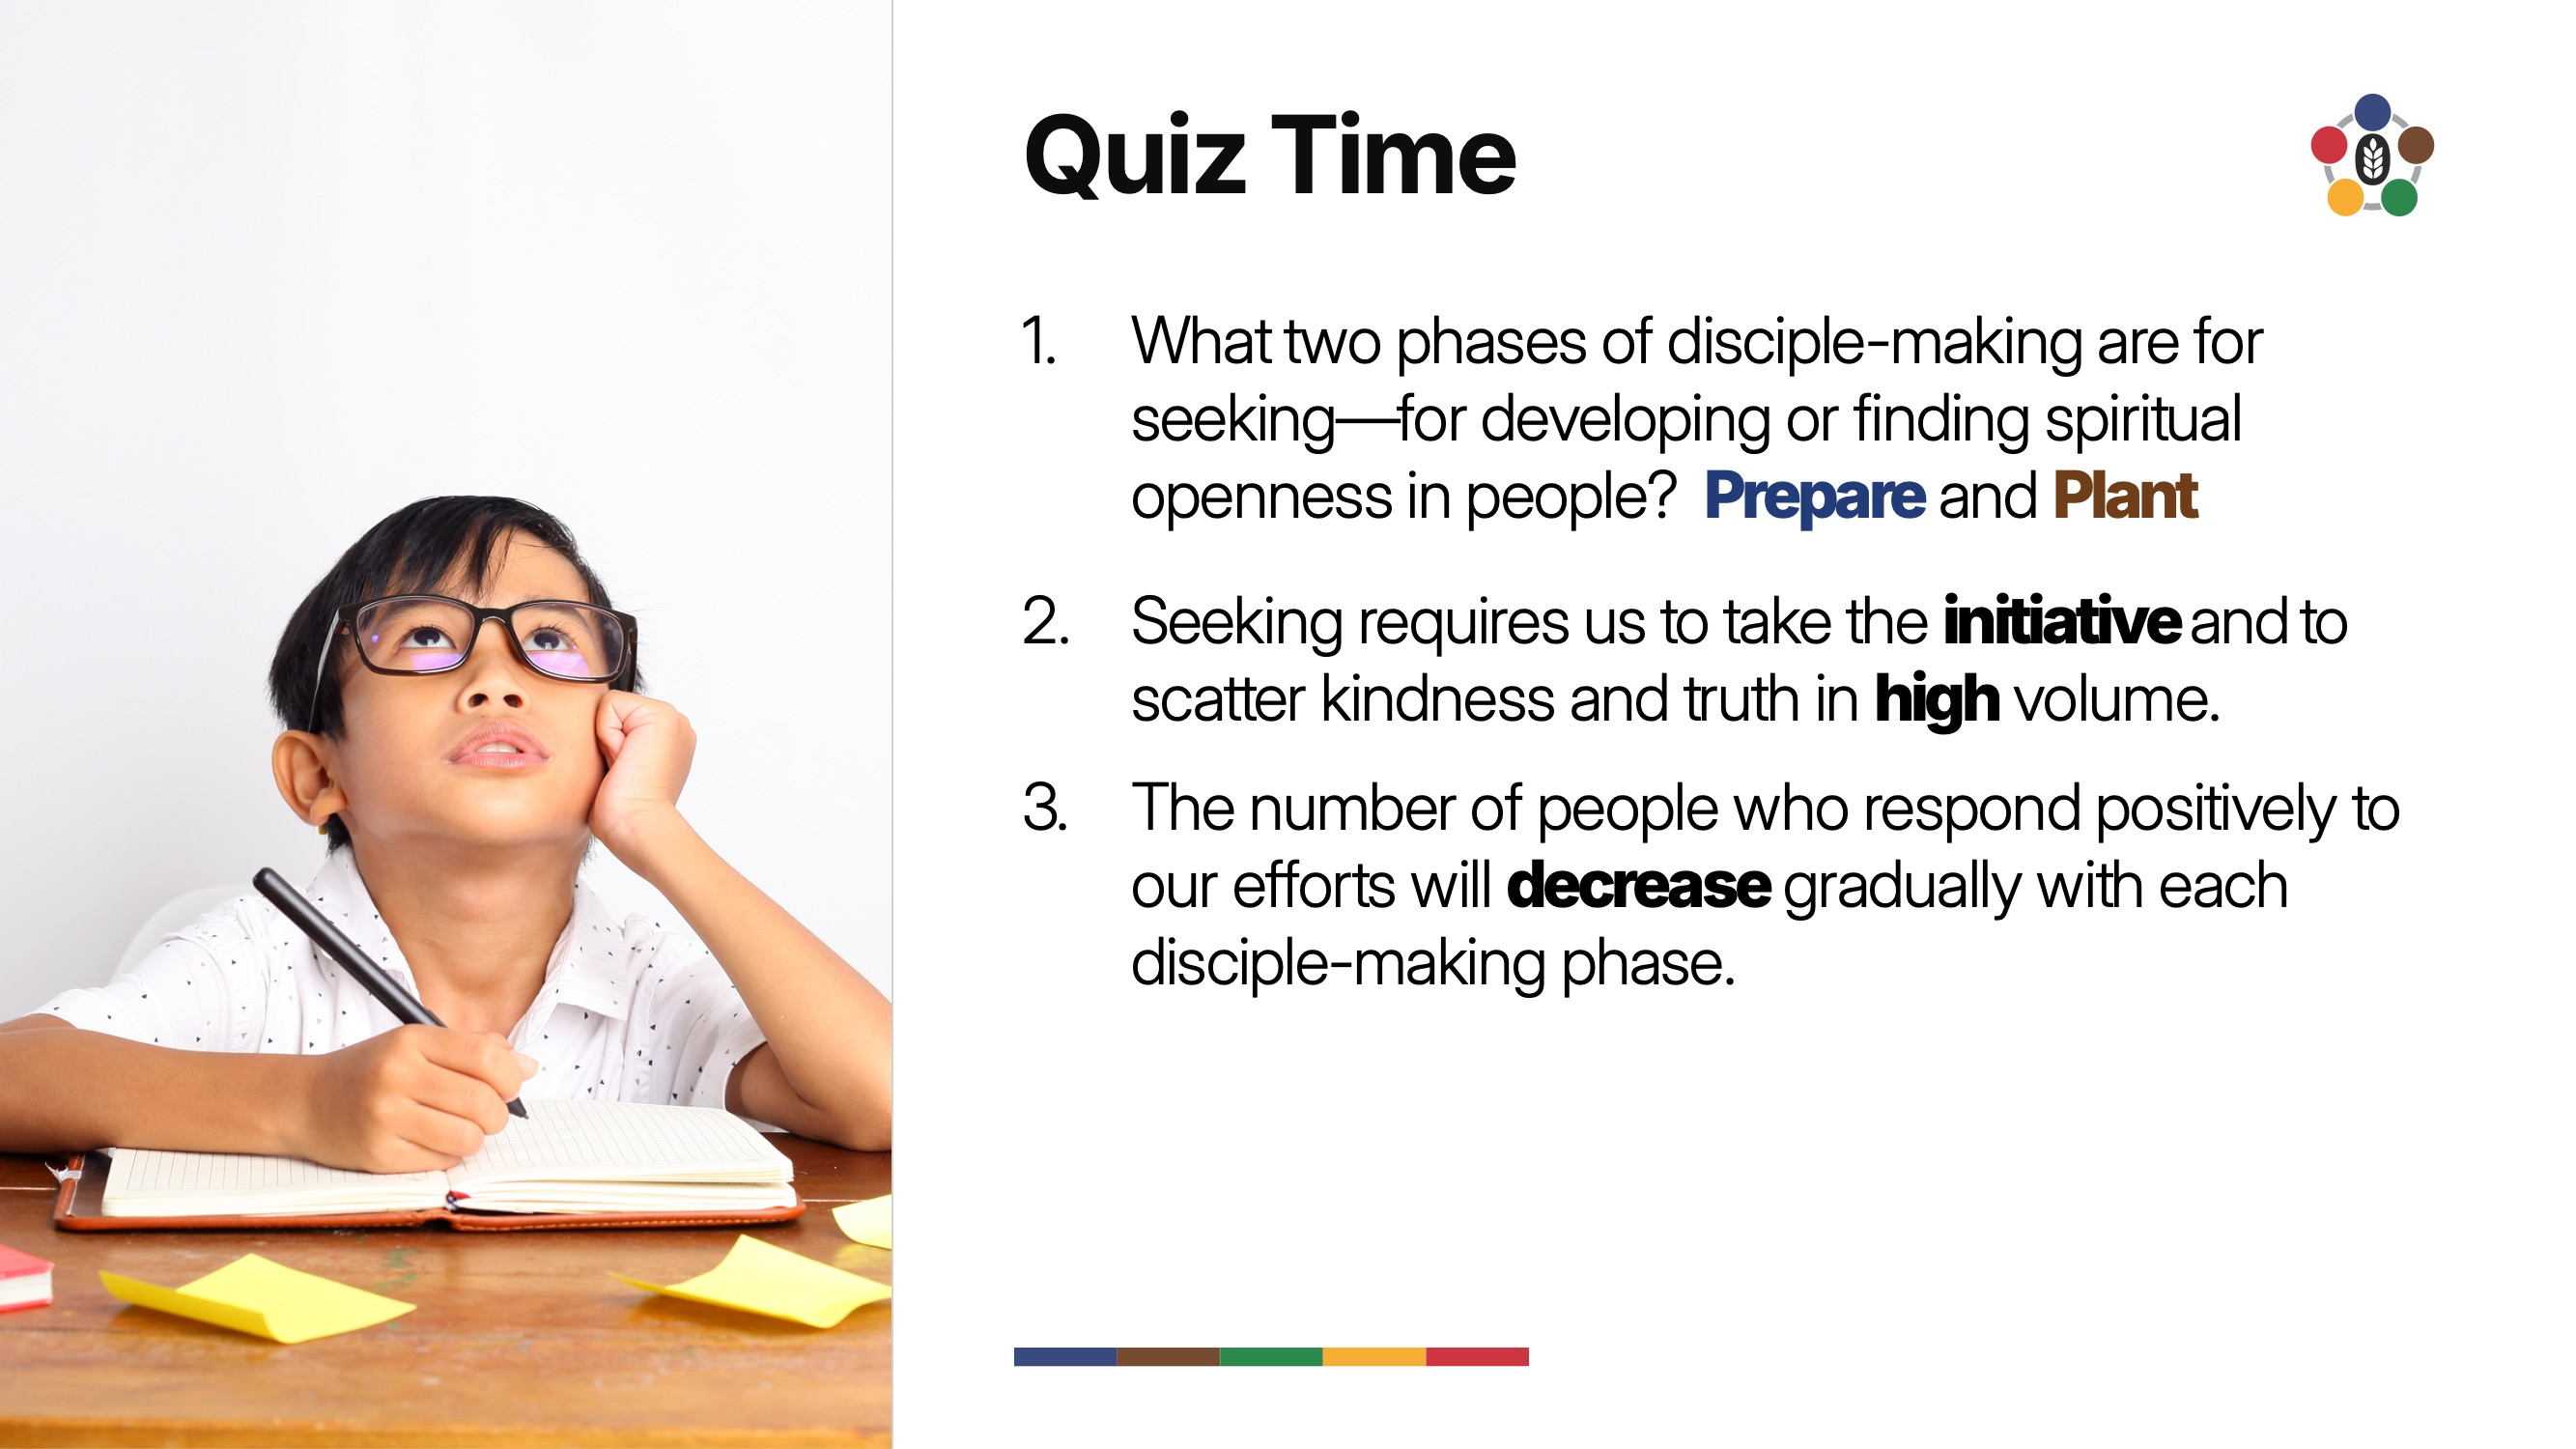 Quiz Time
1. What two phases of disciple-making are for
seeking—for developing or finding spiritual
openness in people? Prepare and Plant
2. Seeking requires us to take the initiative and to
scatter kindness and truth in high volume.
3. The number of people who respond positively to
our efforts will decrease gradually with each
disciple-making phase.